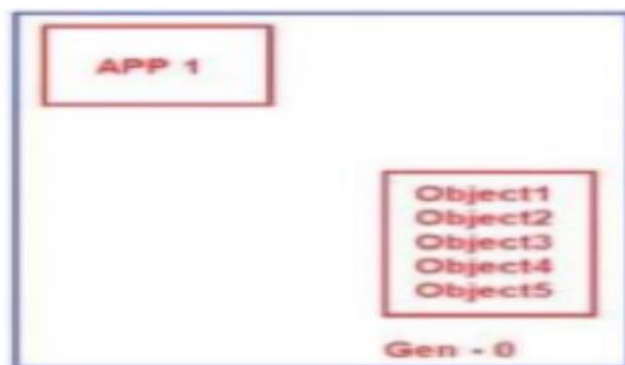 APP 1
Object1
Object2
Object3
Object4
Object5
Gen - 0